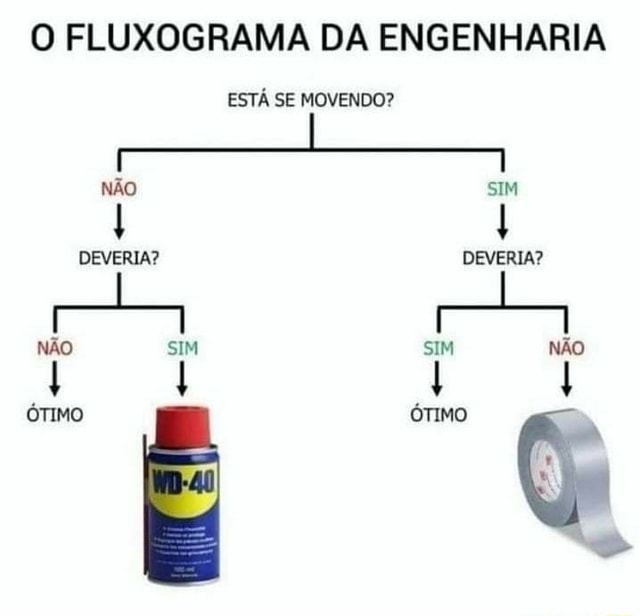 O FLUXOGRAMA DA ENGENHARIA
ESTÁ SE MOVENDO?
NÃO
SIM
DEVERIA?
DEVERIA?
NÃO
SIM
SIM
NÃO
ÓTIMO
ÓTIMO
WD-40